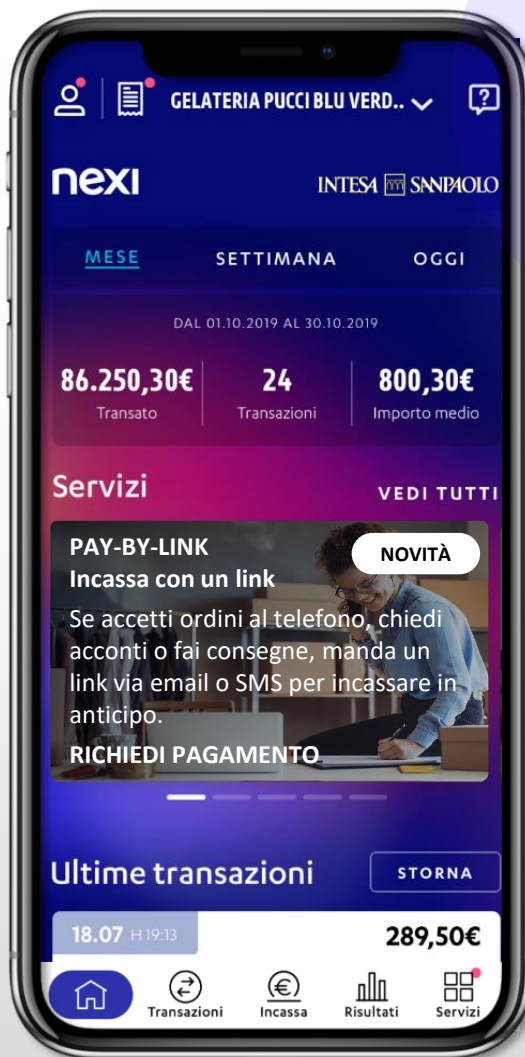 GELATERIA PUCCI BLU VERD..
nexi
INTESA SANPAOLO
MESE SETTIMANA OGGI
DAL 01.10.2019 AL 30.10.2019
86.250,30€ 24 800,30€
Transato Transazioni Importo medio
Servizi VEDI TUTTI
PAY-BY-LINK NOVITÀ
Incassa con un link
Se accetti ordini al telefono, chiedi
acconti o fai consegne, manda un
link via email o SMS per incassare in
anticipo.
RICHIEDI PAGAMENTO
Ultime transazioni STORNA
18.07 H 19:13 289,50€
Transazioni Incassa Risultati Servizi